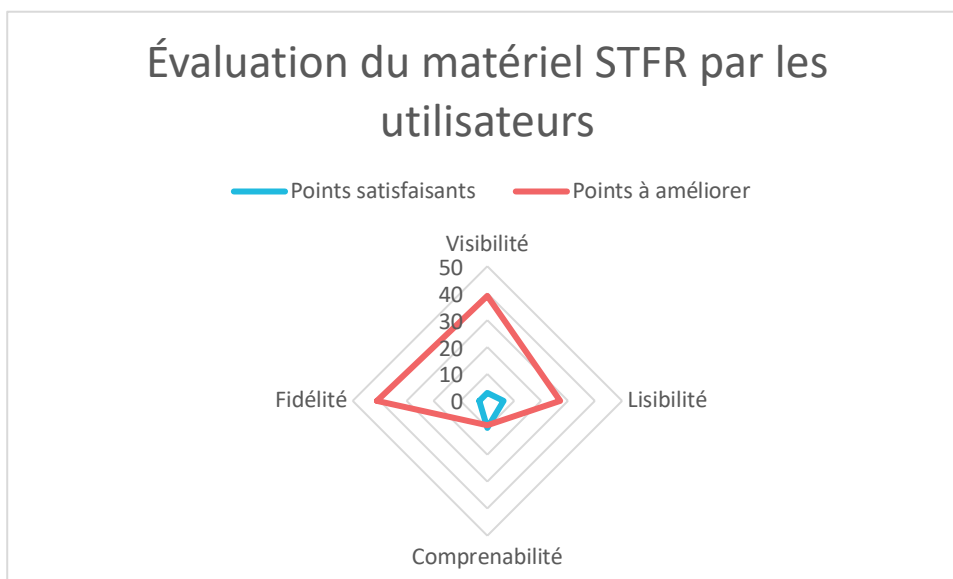 Évaluation du matériel STFR par les
utilisateurs
Points satisfaisants
Points à améliorer
Visibilité
50
40
30
20
10
0
Fidélité
Lisibilité
Comprenabilité